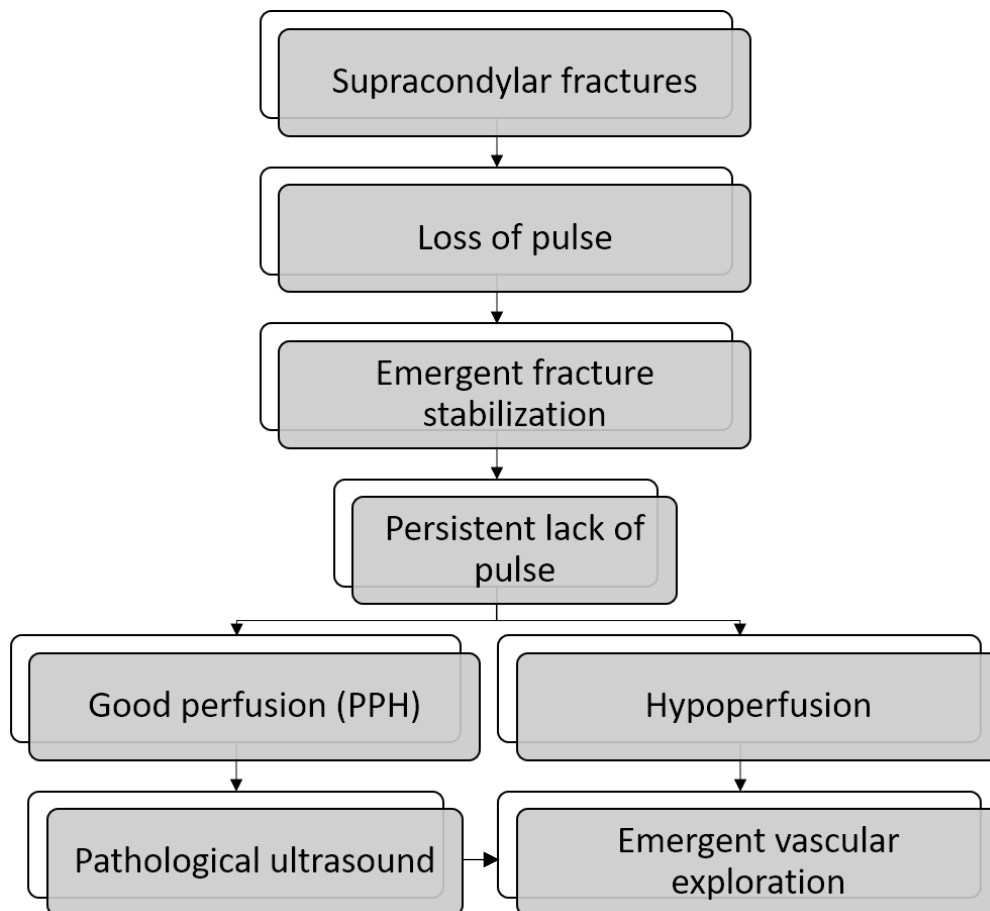 Supracondylar fractures
Loss of pulse
Emergent fracture
stabilization
Persistent lack of
pulse
Good perfusion (PPH)
Hypoperfusion
Pathological ultrasound
Emergent vascular
exploration